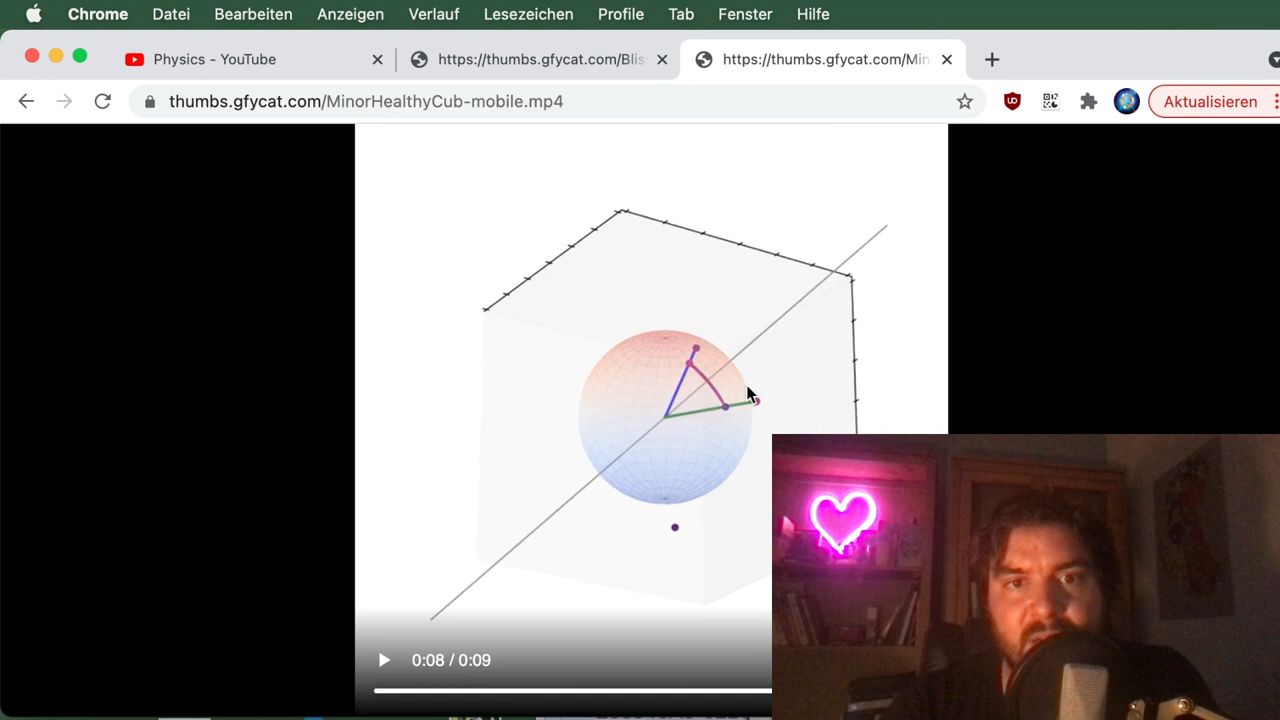 Chrome Datei Bearbeiten Anzeigen Verlauf Lesezeichen Profile Tab Fenster Hilfe
Physics - YouTube https://thumbs.gfycat.com/Blis https://thumbs.gfycat.com/Min
thumbs.gfycat.com/MinorHealthyCub-mobile.mp4 Aktualisieren
0:08 / 0:09